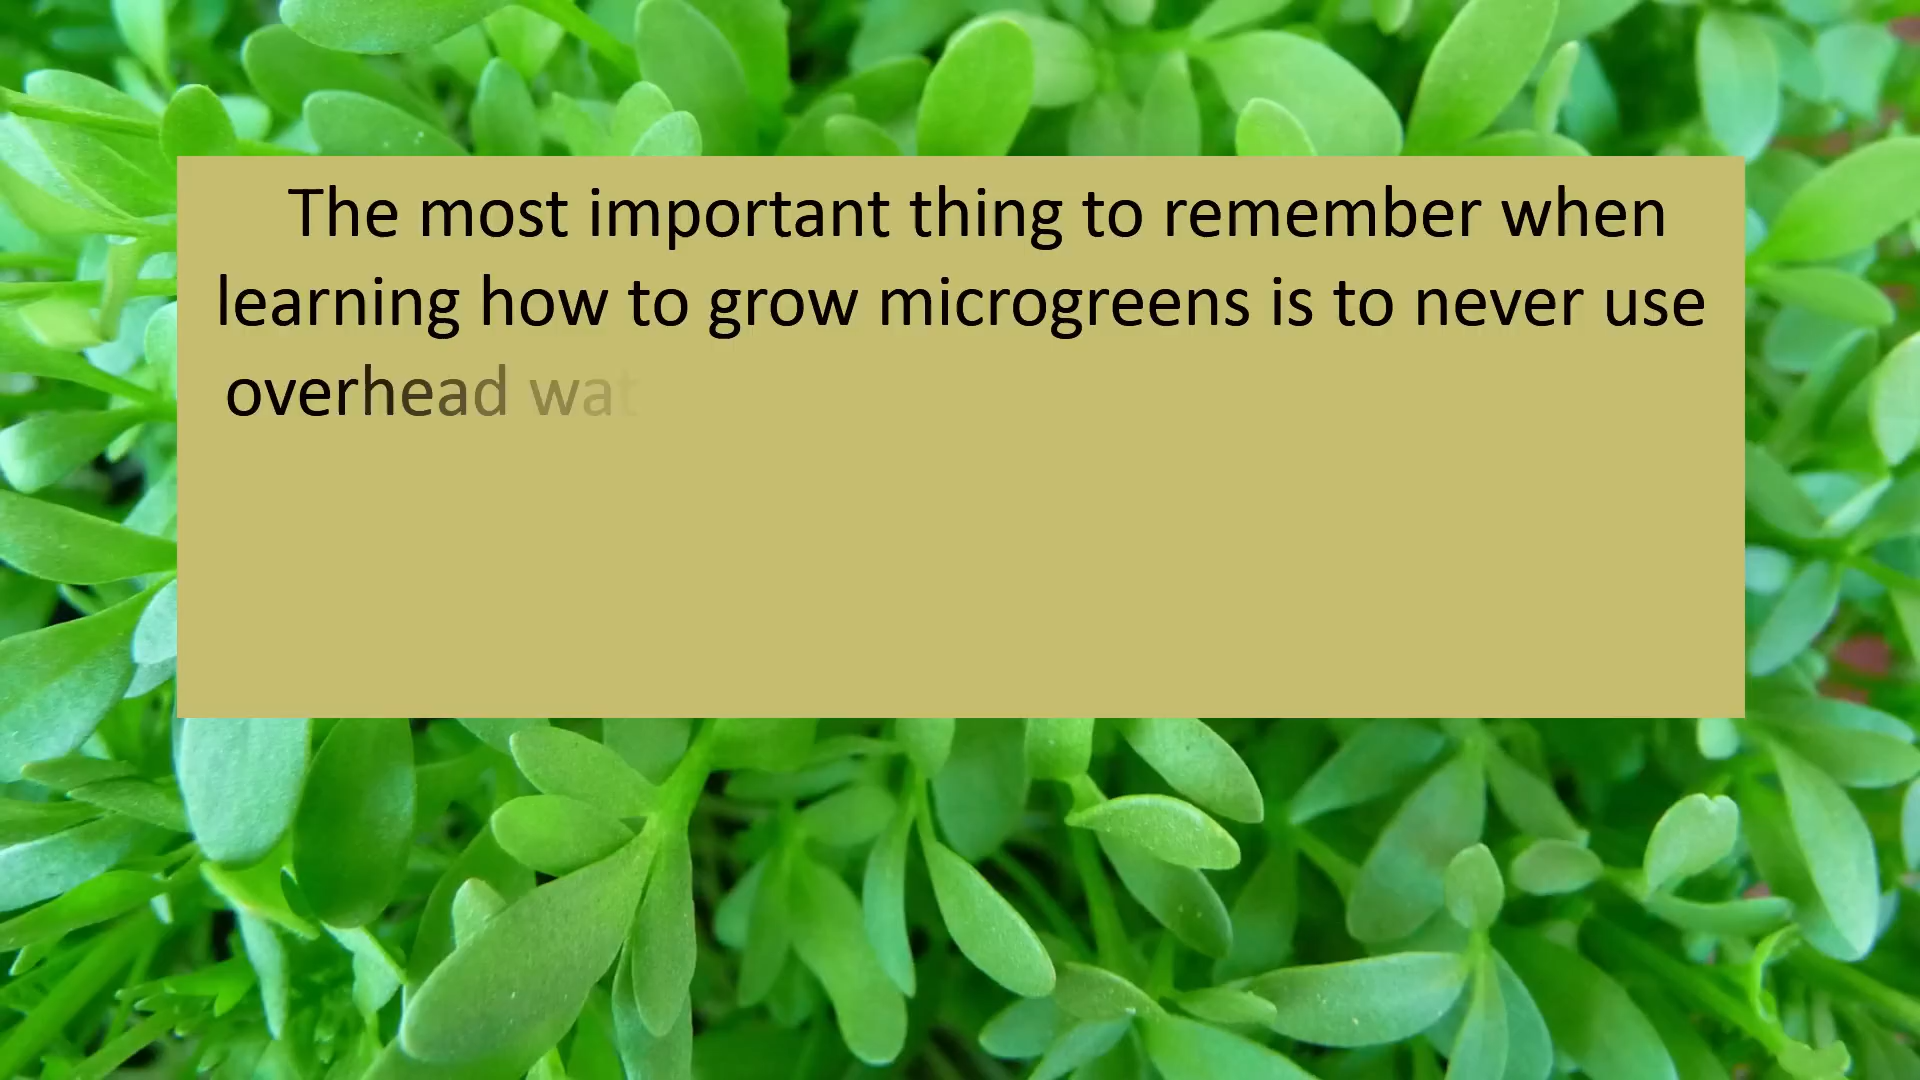 The most important thing to remember when
learning how to grow microgreens is to never use
overhead